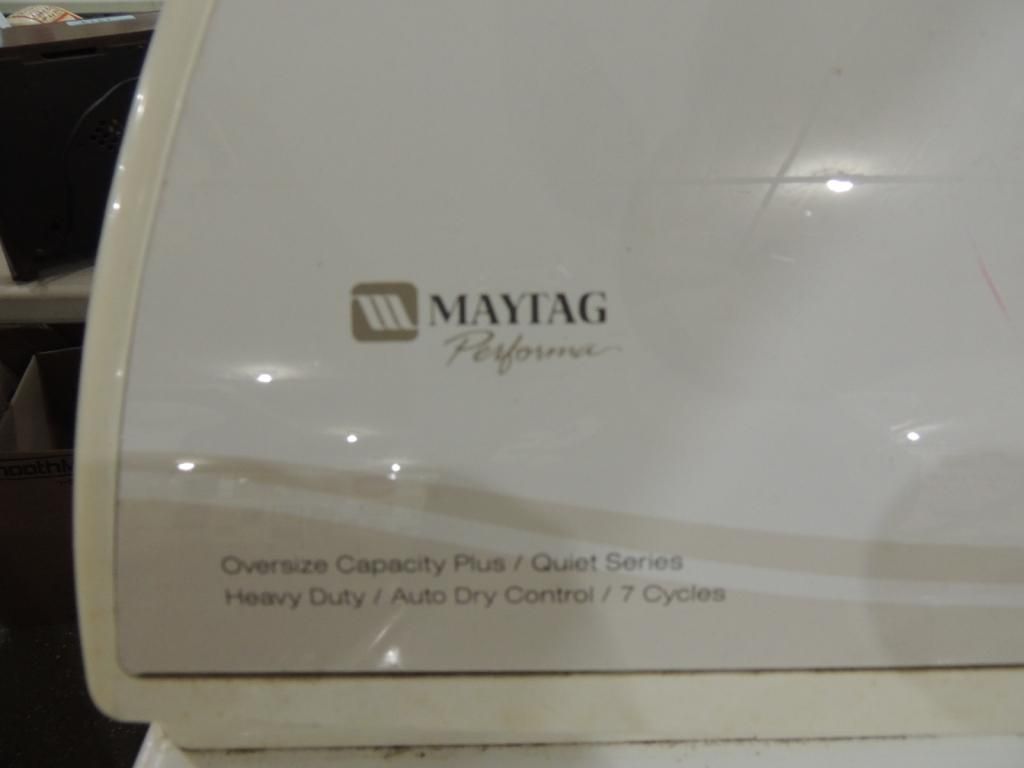 MAYTAG
Performa
Oversize Capacity Plus / Quiet Series
Heavy Duty / Auto Dry Control / 7 Cycles